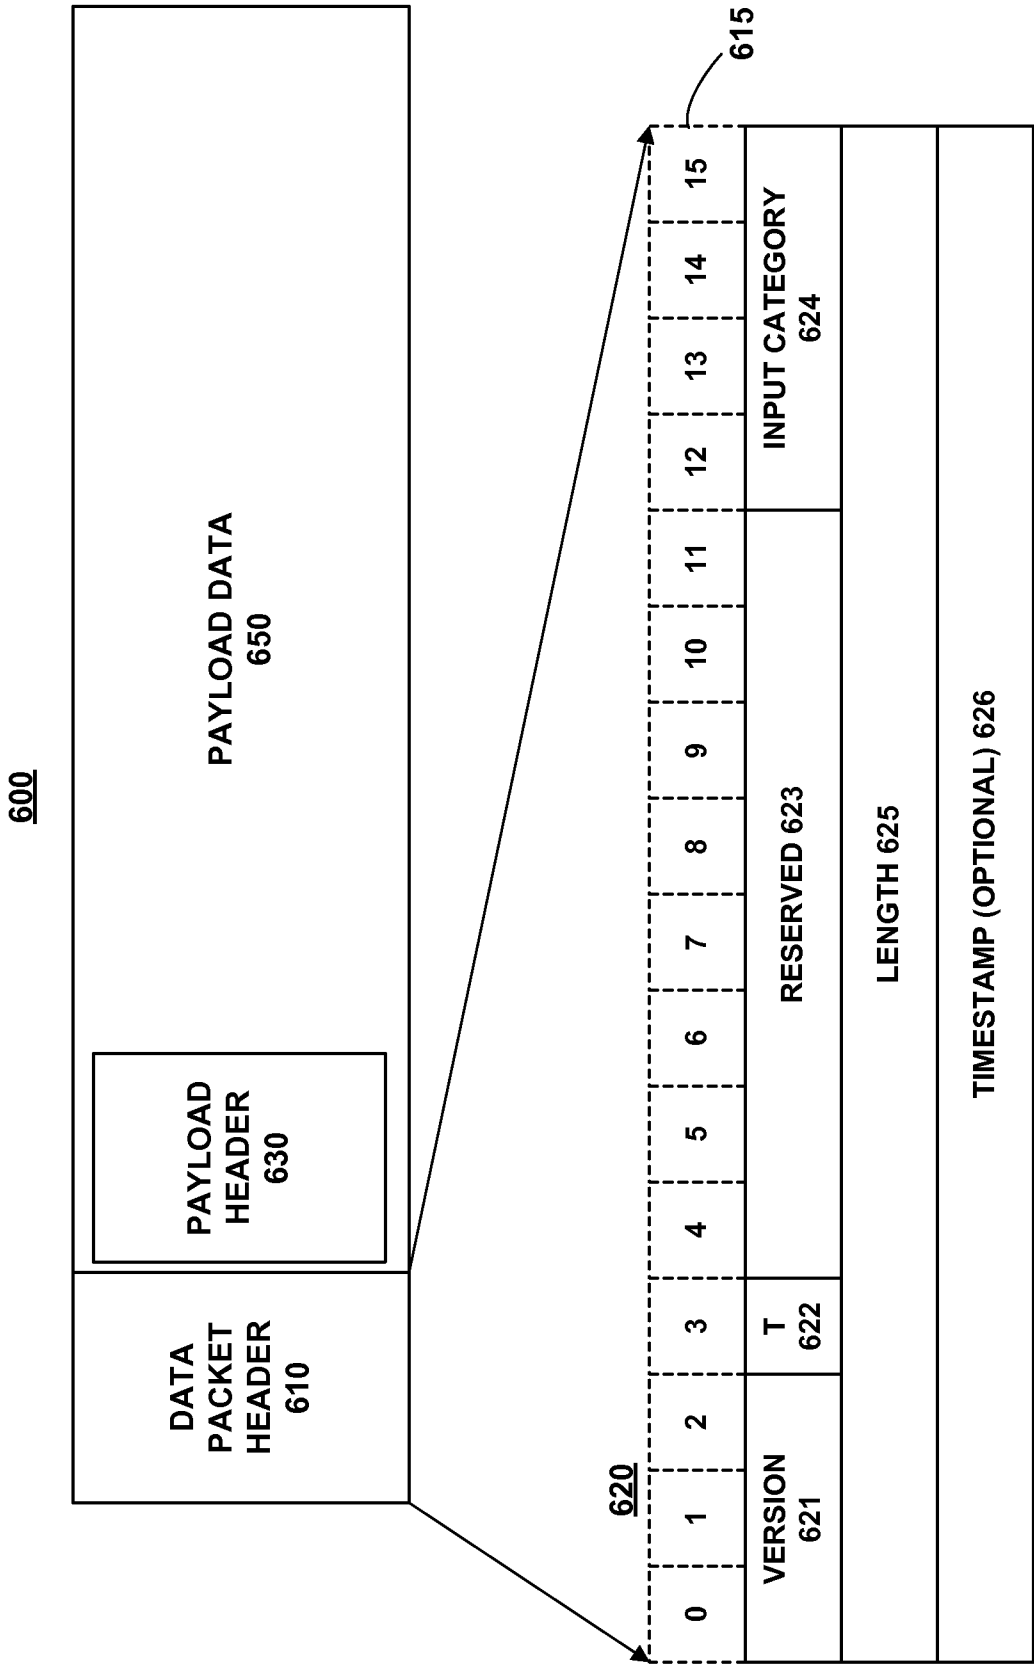 600
DATA
PACKET
HEADER
610
PAYLOAD
HEADER
630
PAYLOAD DATA
650
620
615
0 1 2 3 4 5 6 7 8 9 10 11 12 13 14 15
VERSION
621
T
622
RESERVED 623
INPUT CATEGORY
624
LENGTH 625
TIMESTAMP (OPTIONAL) 626